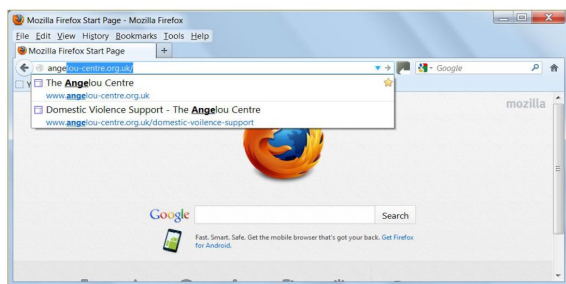 Mozilla Firefox Start Page - Mozilla Firefox
File Edit View History Bookmarks Tools Help
Mozilla Firefox Start Page
angelou-centre.org.uk/
Google
The Angelou Centre
www.angelou-centre.org.uk
Domestic Violence Support - The Angelou Centre
www.angelou-centre.org.uk/domestic-voilence-support
mozilla
Google
Search
Fast. Smart. Safe. Get the mobile browser that's got your back. Get Firefox
for Android.